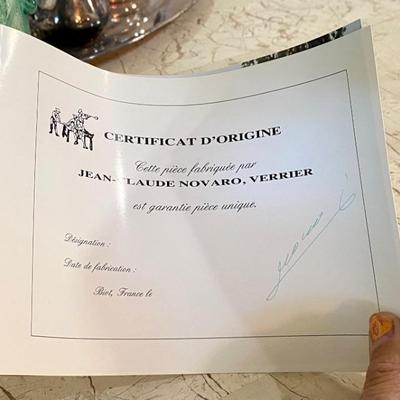 CERTIFICAT D'ORIGINE
Cette pièce fabriquée par
JEAN-CLAUDE NOVARO, VERRIER
est garantie pièce unique.
Désignation :
Date de fabrication :
Biot, France le